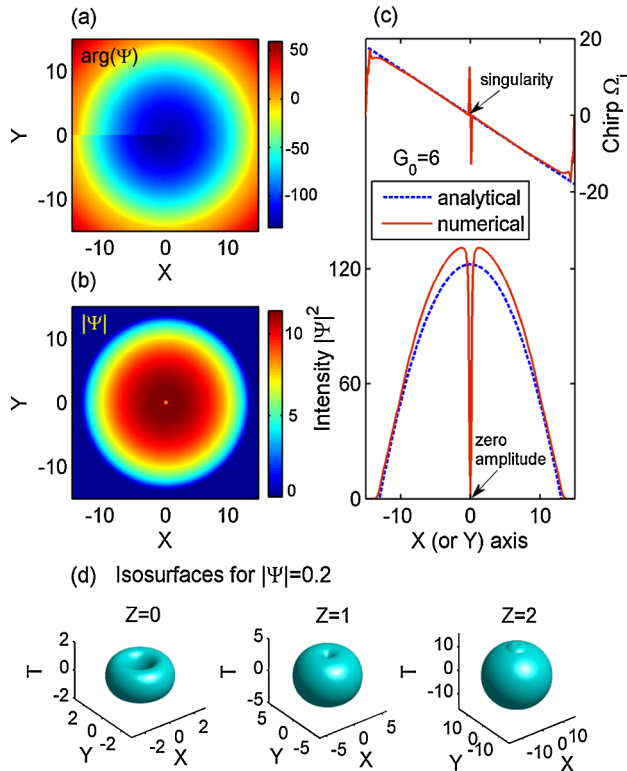 (a)
arg(Ψ)
Y
10
0
-10
-10 0 10
X
50
0
-50
-100
(b)
|Ψ|
Y
10
0
-10
-10 0 10
X
10
5
0
(c)
singularity
G0=6
analytical
numerical
20
0
-20
Chirp Ωi
Intensity |Ψ|²
120
60
0
zero
amplitude
-10 0 10
X (or Y) axis
(d) Isosurfaces for |Ψ|=0.2
Z=0
T
2
0
-2
2
0
-2
Y
-2
0
2
X
Z=1
T
5
0
-5
5
0
-5
Y
-5
0
5
X
Z=2
T
10
0
-10
10
0
-10
Y
-10
0
10
X